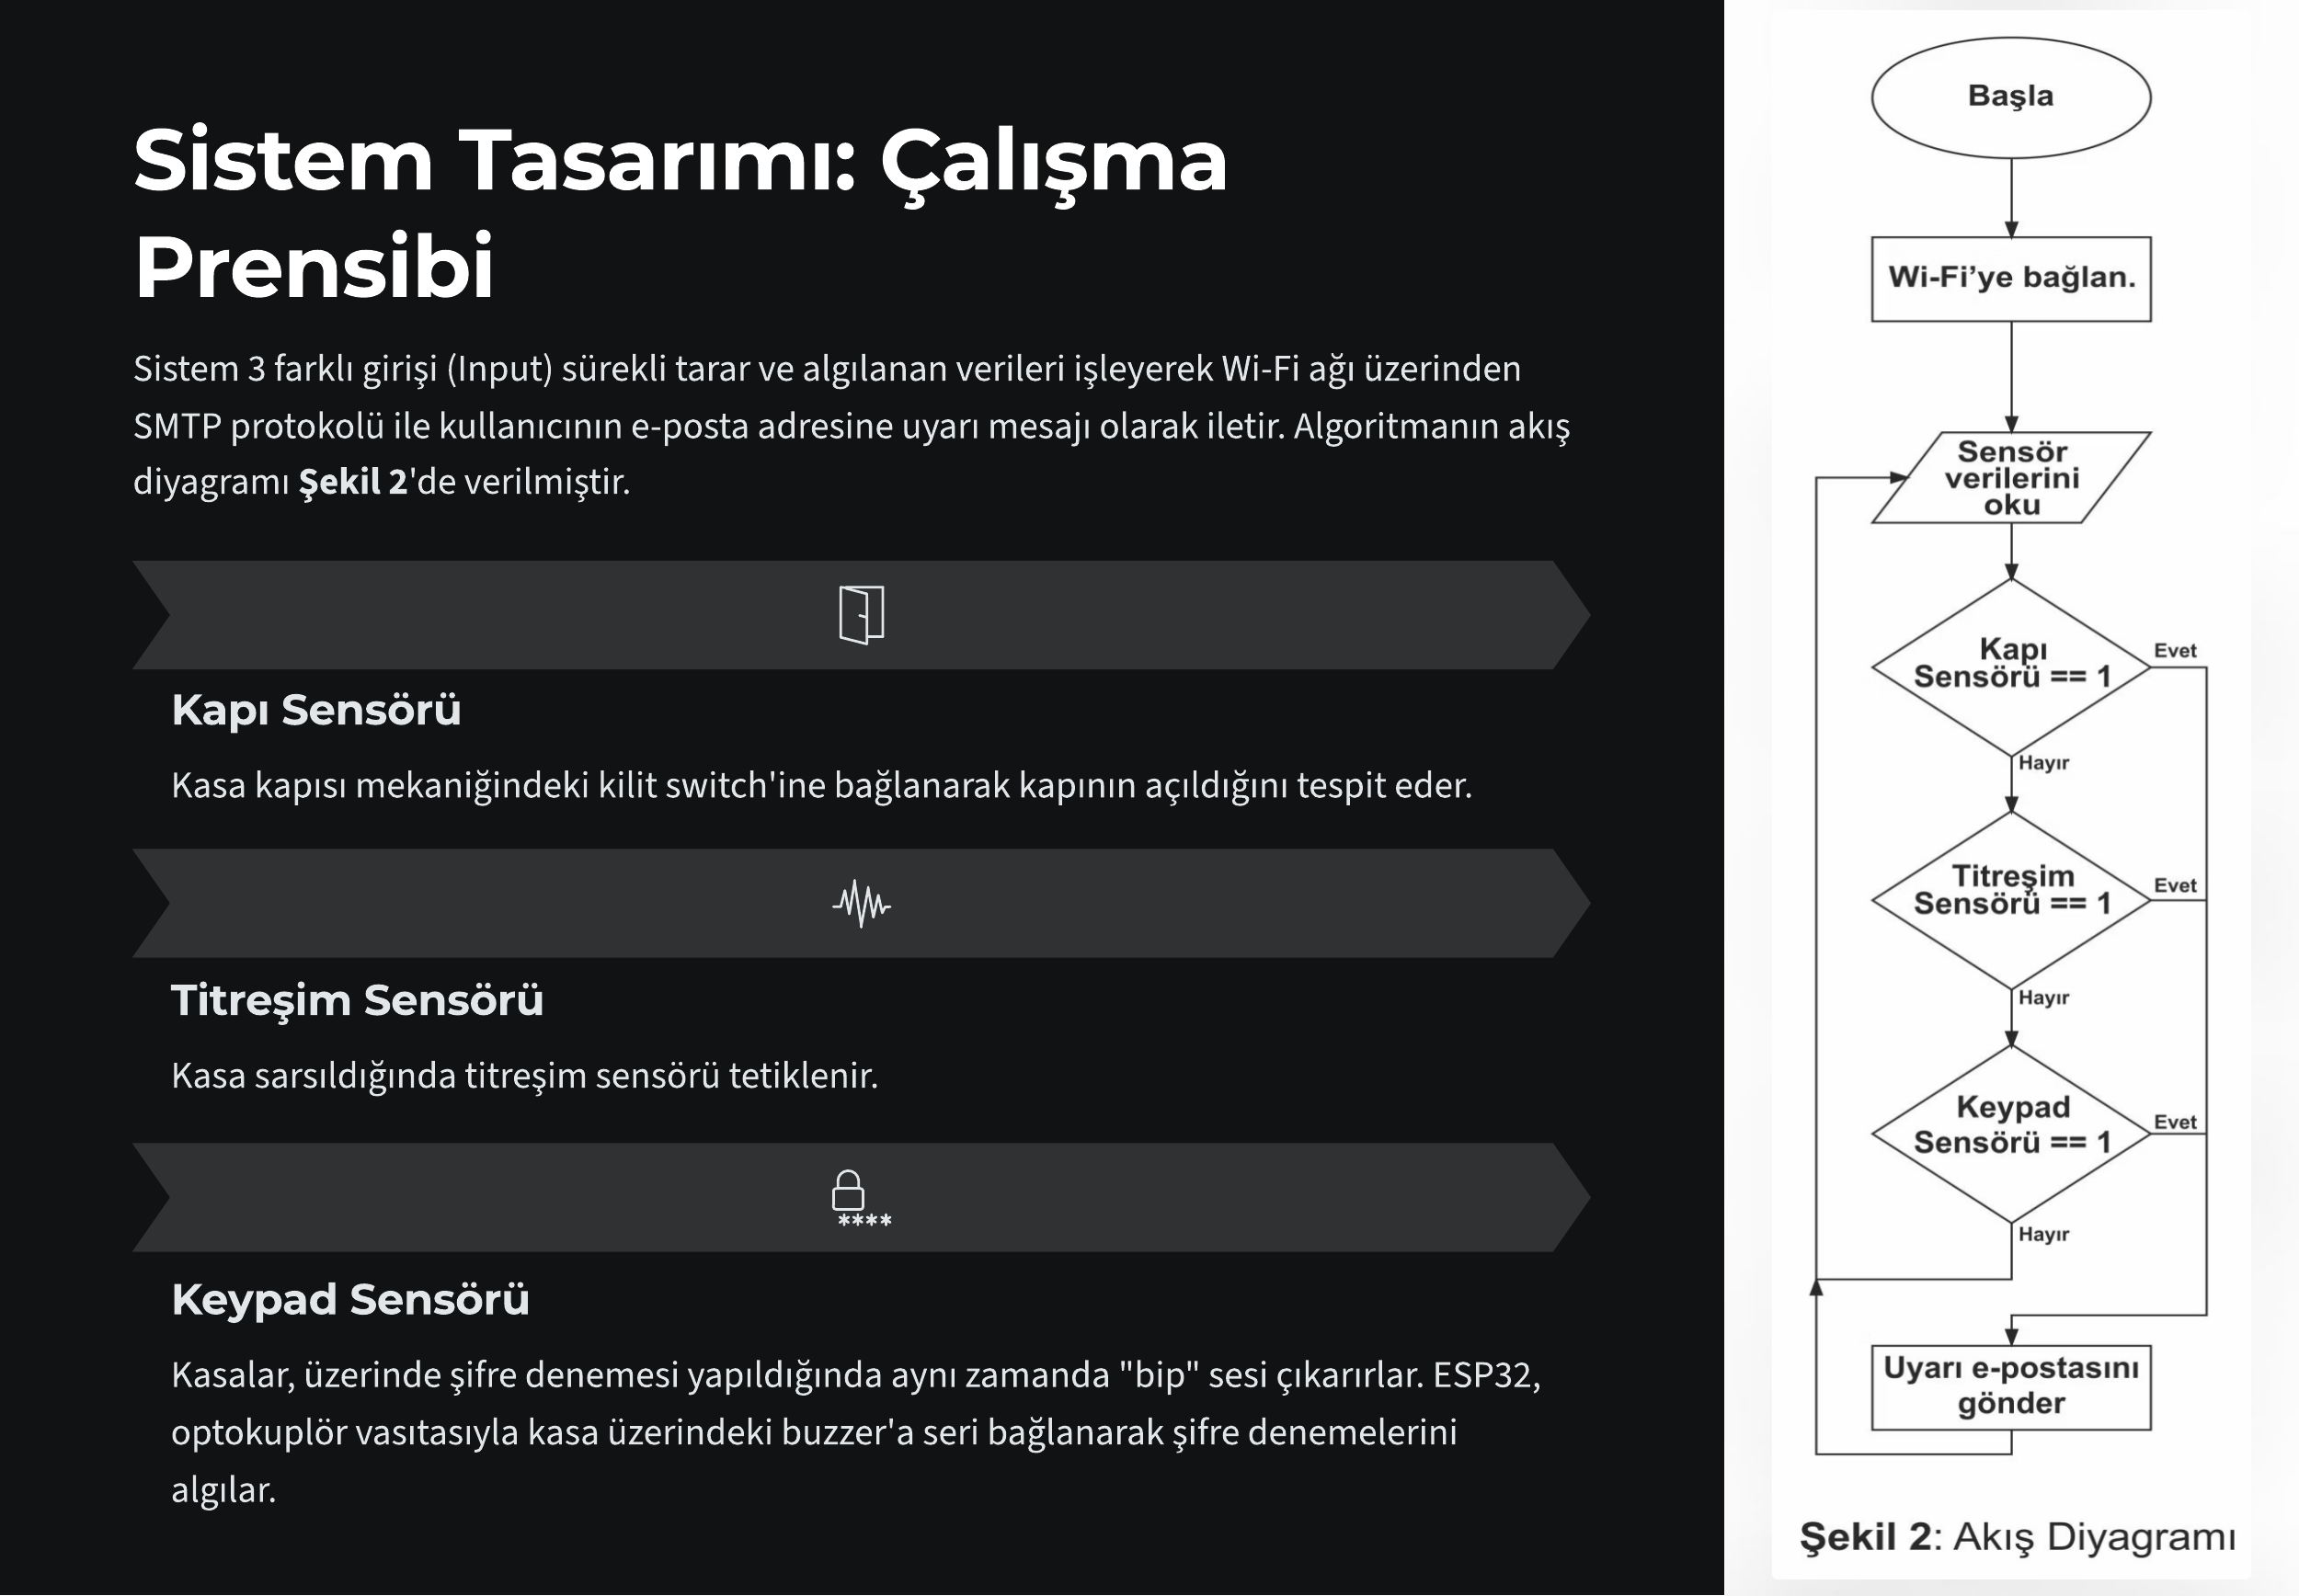 Sistem Tasarımı: Çalışma
Prensibi
Sistem 3 farklı girişi (Input) sürekli tarar ve algılanan verileri işleyerek Wi-Fi ağı üzerinden
SMTP protokolü ile kullanıcının e-posta adresine uyarı mesajı olarak iletir. Algoritmanın akış
diyagramı Şekil 2'de verilmiştir.
Kapı Sensörü
Kasa kapısı mekaniğindeki kilit switch'ine bağlanarak kapının açıldığını tespit eder.
Titreşim Sensörü
Kasa sarsıldığında titreşim sensörü tetiklenir.
****
Keypad Sensörü
Kasalar, üzerinde şifre denemesi yapıldığında aynı zamanda "bip" sesi çıkarırlar. ESP32,
optokuplör vasıtasıyla kasa üzerindeki buzzer'a seri bağlanarak şifre denemelerini
algılar.
Başla
Wi-Fi’ye bağlan.
Sensör
verilerini
oku
Kapı
Sensörü == 1
Evet
Hayır
Titreşim
Sensörü == 1
Evet
Hayır
Keypad
Sensörü == 1
Evet
Hayır
Uyarı e-postasını
gönder
Şekil 2: Akış Diyagramı